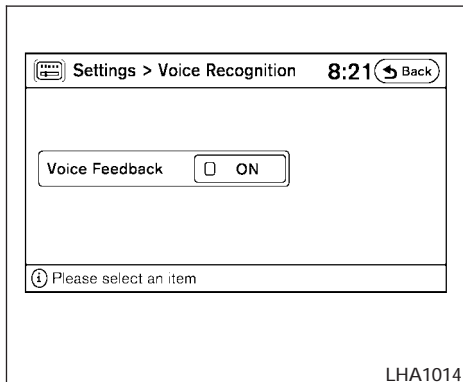 Settings > Voice Recognition 8:21 Back
Voice Feedback ON
Please select an item
LHA1014